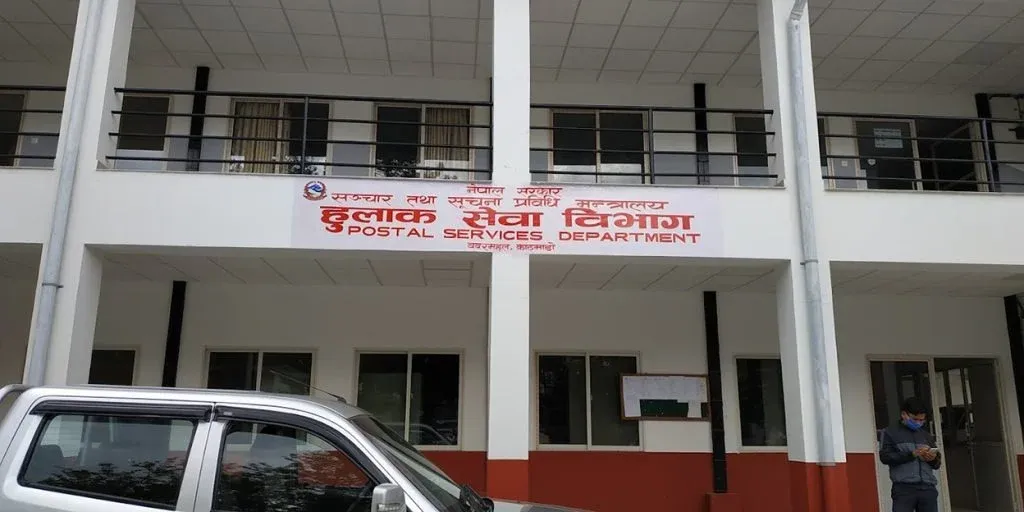 नेपाल सरकार
सञ्चार तथा सूचना प्रविधि मन्त्रालय
हुलाक सेवा विभाग
POSTAL SERVICES DEPARTMENT
बबरमहल, काठमाडौं